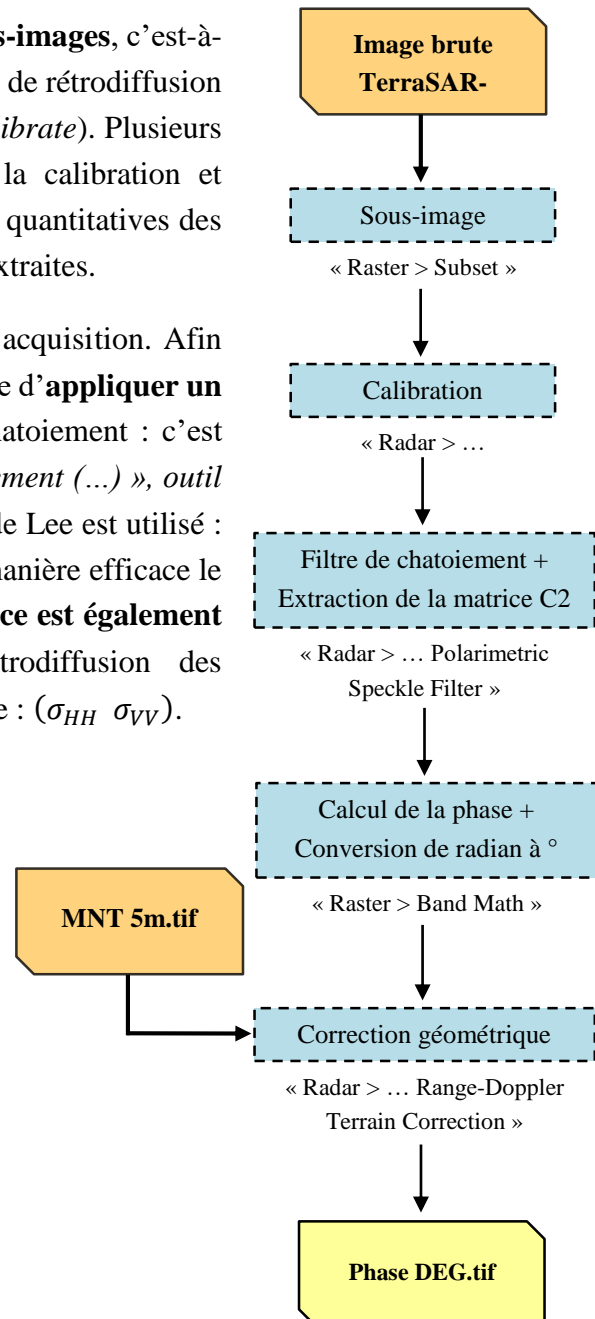 s-images, c'est-à-
de rétrodiffusion
ibrate). Plusieurs
la calibration et
quantitatives des
xtraites.
acquisition. Afin
e d'appliquer un
hatoiement : c'est
ement (...) », outil
de Lee est utilisé :
manière efficace le
ce est également
trodiffusion des
e : (σHH σVV).
Image brute
TerraSAR-
Sous-image
« Raster > Subset »
Calibration
« Radar > …
Filtre de chatoiement +
Extraction de la matrice C2
« Radar > … Polarimetric
Speckle Filter »
Calcul de la phase +
Conversion de radian à °
« Raster > Band Math »
MNT 5m.tif
Correction géométrique
« Radar > … Range-Doppler
Terrain Correction »
Phase DEG.tif